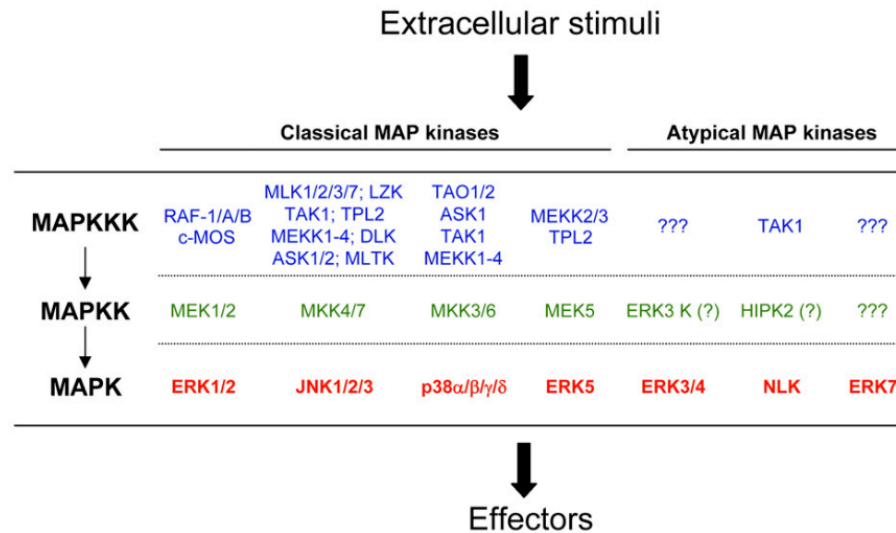 Extracellular stimuli
Classical MAP kinases Atypical MAP kinases
MLK1/2/3/7; LZK TAO1/2
MAPKKK RAF-1/A/B TAK1; TPL2 ASK1 MEKK2/3 ??? TAK1 ???
c-MOS MEKK1-4; DLK TAK1 TPL2
ASK1/2; MLTK MEKK1-4
MAPKK MEK1/2 MKK4/7 MKK3/6 MEK5 ERK3 K (?) HIPK2 (?) ???
MAPK ERK1/2 JNK1/2/3 p38α/β/γ/δ ERK5 ERK3/4 NLK ERK7
Effectors